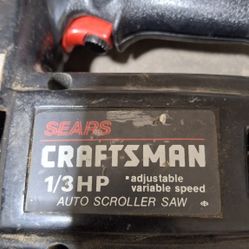 SEARS
CRAFTSMAN
1/3 HP
▪ adjustable
variable speed
AUTO SCROLLER SAW